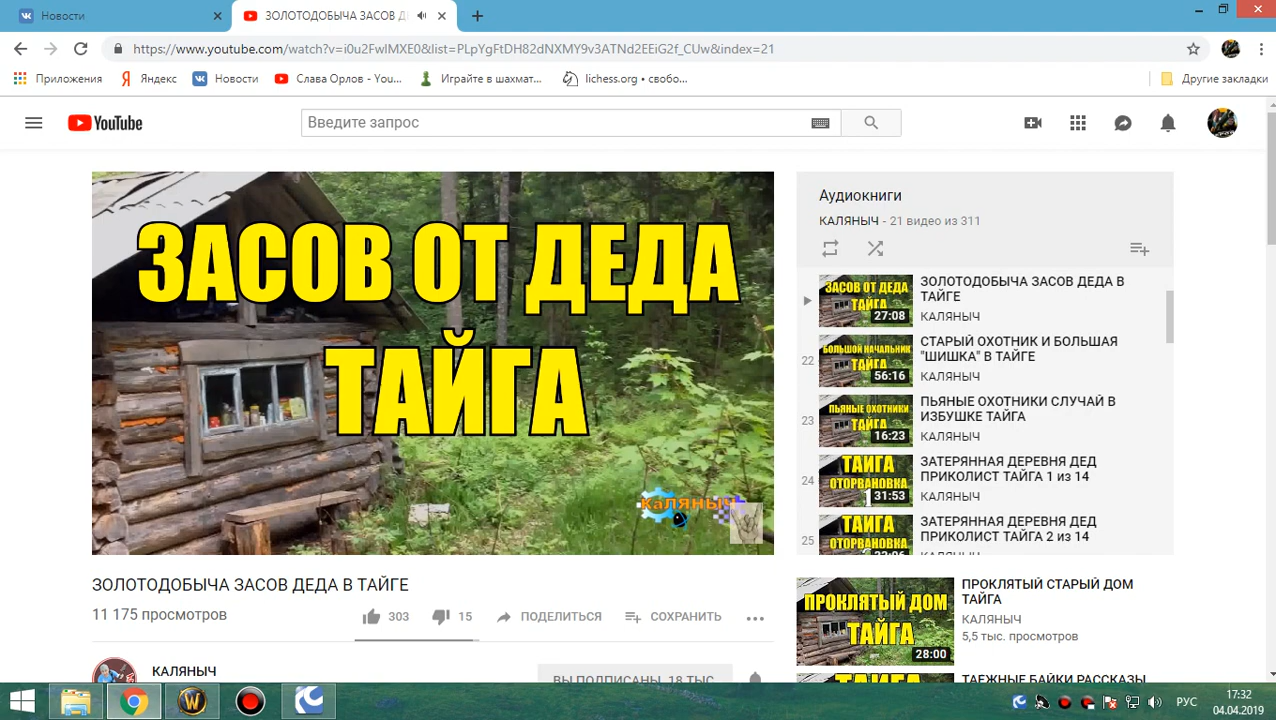 Новости
ЗОЛОТОДОБЫЧА ЗАСОВ Д
https://www.youtube.com/watch?v=i0u2FwlMXE0&list=PLpYgFtDH82dNXMY9v3ATNd2EEiG2f_CUw&index=21
Приложения
Яндекс
Новости
Слава Орлов - You...
Играйте в шахмат...
lichess.org • свобо...
Другие закладки
YouTube
Введите запрос
ЗАСОВ ОТ ДЕДА
ТАЙГА
каляныч
Аудиокниги
КАЛЯНЫЧ - 21 видео из 311
ЗАСОВ ОТ ДЕДА
ТАЙГА
27:08
ЗОЛОТОДОБЫЧА ЗАСОВ ДЕДА В
ТАЙГЕ
КАЛЯНЫЧ
22
БОЛЬШОЙ НАЧАЛЬНИК
ТАЙГА
56:16
СТАРЫЙ ОХОТНИК И БОЛЬШАЯ
"ШИШКА" В ТАЙГЕ
КАЛЯНЫЧ
23
ПЬЯНЫЕ ОХОТНИКИ
ТАЙГА
16:23
ПЬЯНЫЕ ОХОТНИКИ СЛУЧАЙ В
ИЗБУШКЕ ТАЙГА
КАЛЯНЫЧ
24
ТАЙГА
ОТОРВАНОВКА
1
31:53
ЗАТЕРЯННАЯ ДЕРЕВНЯ ДЕД
ПРИКОЛИСТ ТАЙГА 1 из 14
КАЛЯНЫЧ
25
ТАЙГА
ЗАТЕРЯННАЯ ДЕРЕВНЯ ДЕД
ПРИКОЛИСТ ТАЙГА 2 из 14
ЗОЛОТОДОБЫЧА ЗАСОВ ДЕДА В ТАЙГЕ
11 175 просмотров
303
15
ПОДЕЛИТЬСЯ
СОХРАНИТЬ
КАЛЯНЫЧ
ВЫ ПОДПИСАНЫ 18 ТЫС.
ПРОКЛЯТЫЙ ДОМ
ТАЙГА
28:00
ПРОКЛЯТЫЙ СТАРЫЙ ДОМ
ТАЙГА
КАЛЯНЫЧ
5,5 тыс. просмотров
ТАЕЖНЫЕ БАЙКИ РАССКАЗЫ
РУС
17:32
04.04.2019